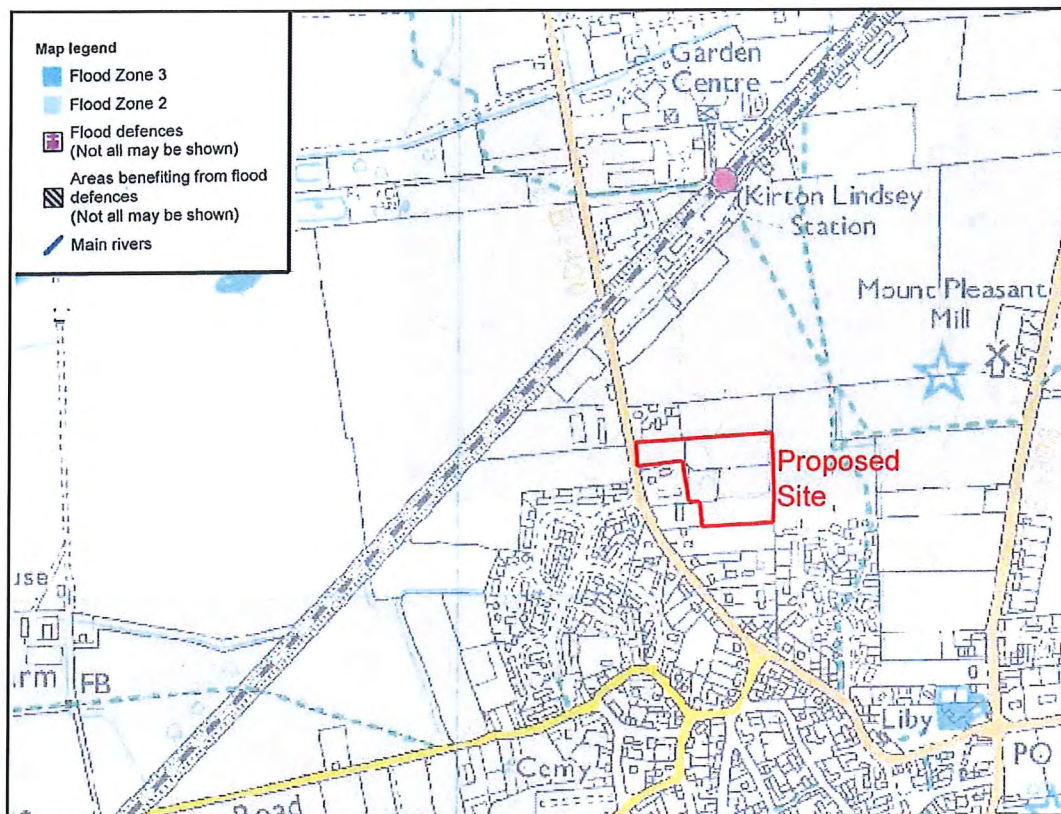 Map legend
Flood Zone 3
Flood Zone 2
Flood defences
(Not all may be shown)
Areas benefiting from flood
defences
(Not all may be shown)
Main rivers
Garden
Centre
Kirton Lindsey
Station
Mount Pleasant
Mill
Proposed
Site
use
arm
FB
Liby
PO
Cemy
Road